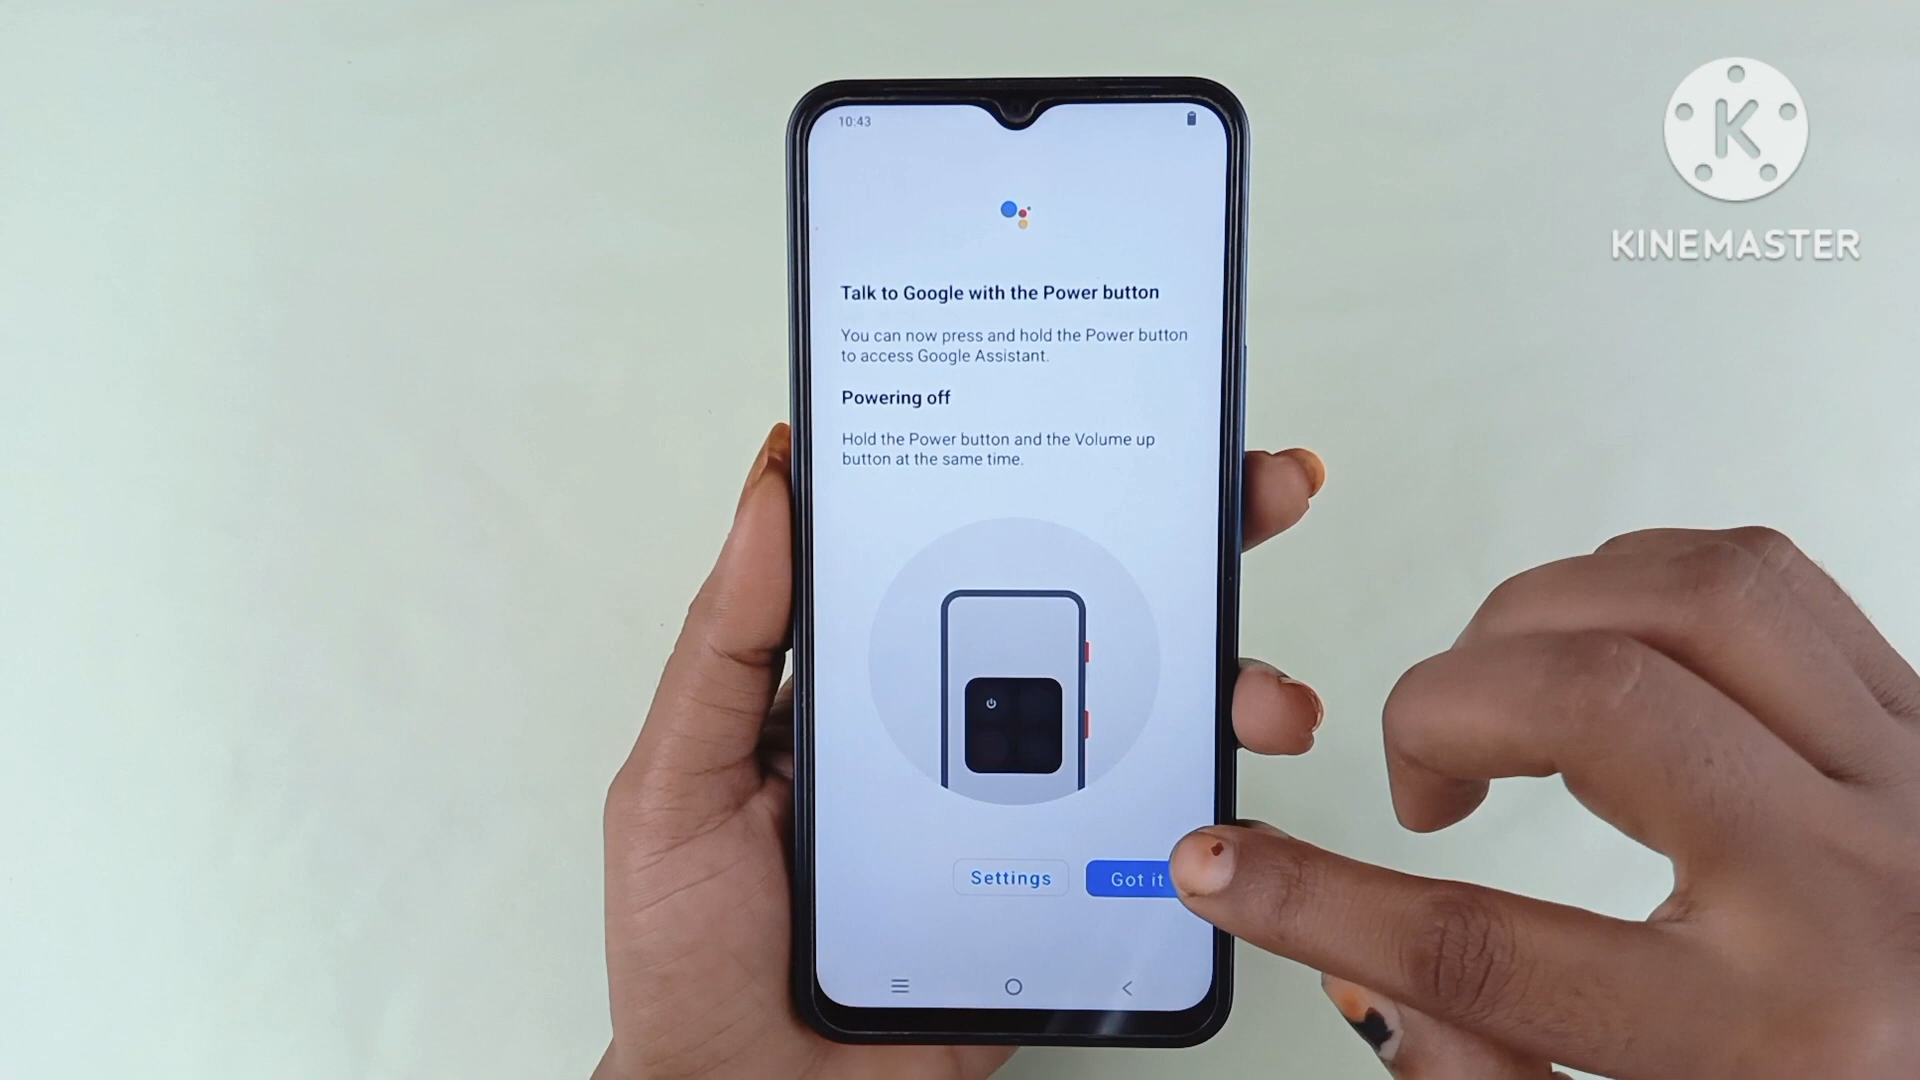 10:43
Talk to Google with the Power button
You can now press and hold the Power button
to access Google Assistant.
Powering off
Hold the Power button and the Volume up
button at the same time.
Settings
Got it
K
KINEMASTER